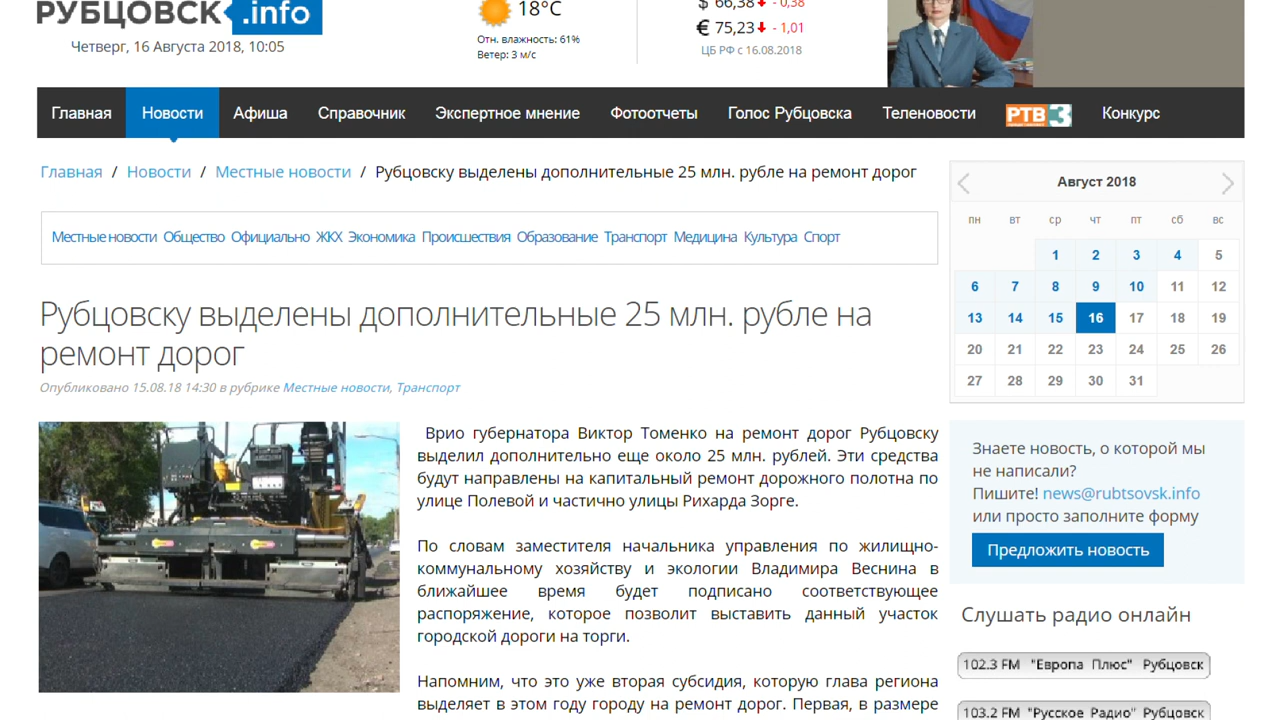 РУБЦОВСК .info
Четверг, 16 Августа 2018, 10:05
18°C
Отн. влажность: 61%
Ветер: 3 м/с
$ 66,38 - 0,38
€ 75,23 - 1,01
ЦБ РФ с 16.08.2018
Главная Новости Афиша Справочник Экспертное мнение Фотоотчеты Голос Рубцовска Теленовости РТВ 3 Конкурс
Главная / Новости / Местные новости / Рубцовску выделены дополнительные 25 млн. рубле на ремонт дорог
Местные новости Общество Официально ЖКХ Экономика Происшествия Образование Транспорт Медицина Культура Спорт
Рубцовску выделены дополнительные 25 млн. рубле на
ремонт дорог
Опубликовано 15.08.18 14:30 в рубрике Местные новости, Транспорт
Врио губернатора Виктор Томенко на ремонт дорог Рубцовску
выделил дополнительно еще около 25 млн. рублей. Эти средства
будут направлены на капитальный ремонт дорожного полотна по
улице Полевой и частично улицы Рихарда Зорге.
По словам заместителя начальника управления по жилищно-
коммунальному хозяйству и экологии Владимира Веснина в
ближайшее время будет подписано соответствующее
распоряжение, которое позволит выставить данный участок
городской дороги на торги.
Напомним, что это уже вторая субсидия, которую глава региона
выделяет в этом году городу на ремонт дорог. Первая, в размере
Август 2018
пн вт ср чт пт сб вс
1 2 3 4 5
6 7 8 9 10 11 12
13 14 15 16 17 18 19
20 21 22 23 24 25 26
27 28 29 30 31
Знаете новость, о которой мы
не написали?
Пишите! news@rubtsovsk.info
или просто заполните форму
Предложить новость
Слушать радио онлайн
102.3 FM "Европа Плюс" Рубцовск
103.2 FM "Русское Радио" Рубцовск